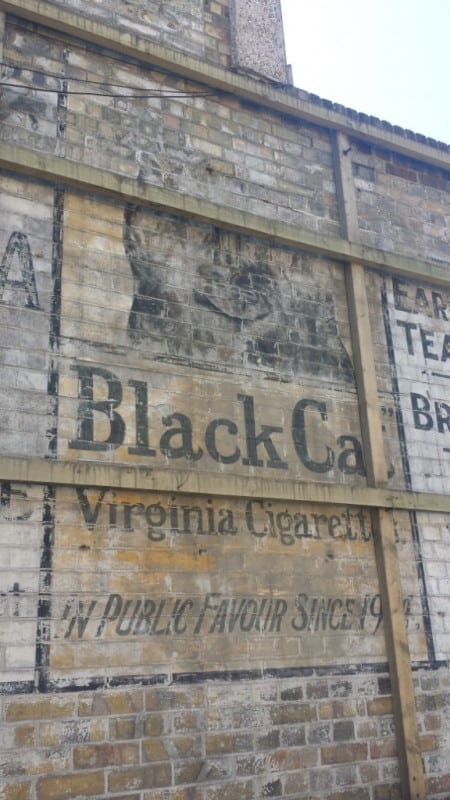 A
Black Ca
Virginia Cigarett
IN PUBLIC FAVOUR SINCE 19
EAR
TEA
BR